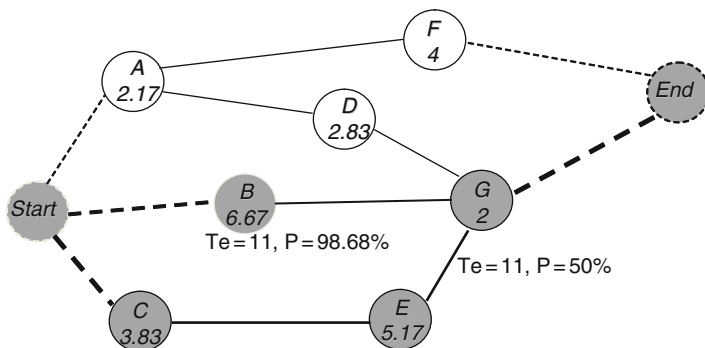 F
4
A
2.17
End
D
2.83
B
6.67
G
2
Start
Te=11, P=98.68%
Te=11, P=50%
C
3.83
E
5.17